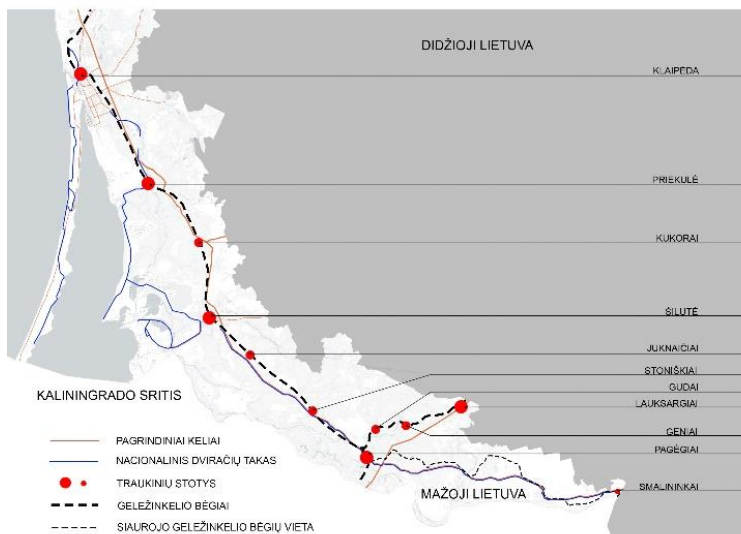 DIDŽIOJI LIETUVA
KLAIPĖDA
PRIEKULĖ
KUKORAI
ŠILUTĖ
JUKNAIČIAI
STONIŠKIAI
GUDAI
LAUKSARGIAI
GENIAI
PAGĖGIAI
SMALININKAI
MAŽOJI LIETUVA
KALININGRADO SRITIS
PAGRINDINIAI KELIAI
NACIONALINIS DVIRAČIŲ TAKAS
TRAUKINIŲ STOTYS
GELEŽINKELIO BĖGIAI
SIAUROJO GELEŽINKELIO BĖGIŲ VIETA